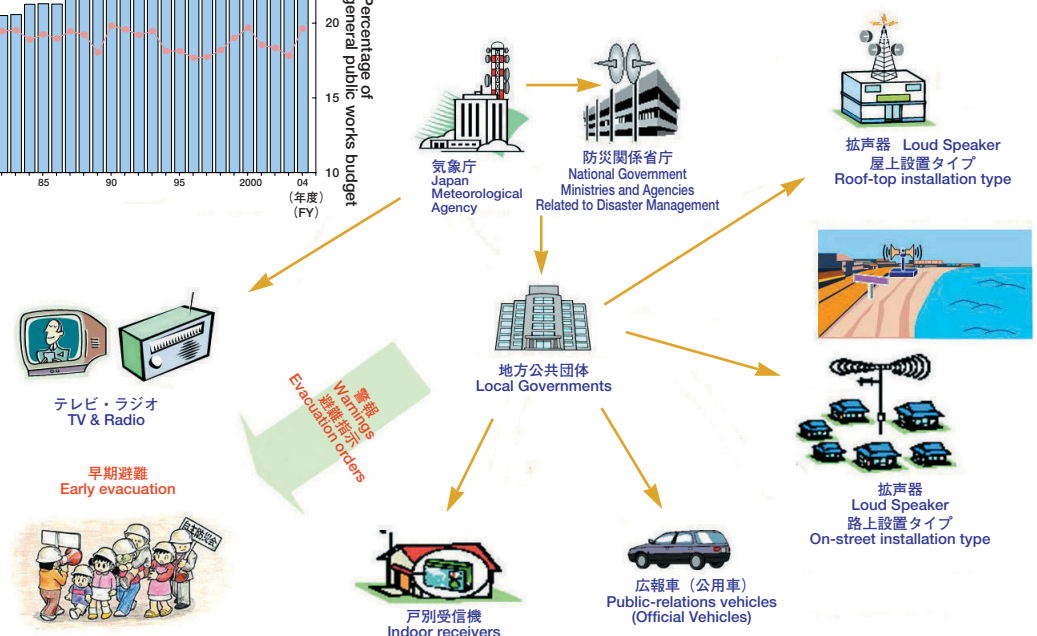 20
15
10
Percentage of
general public works budget
85
90
95
2000
04
（年度）
（FY）
気象庁
Japan
Meteorological
Agency
防災関係省庁
National Government
Ministries and Agencies
Related to Disaster Management
拡声器 Loud Speaker
屋上設置タイプ
Roof-top installation type
地方公共団体
Local Governments
テレビ・ラジオ
TV & Radio
警報
Warnings
避難指示
Evacuation orders
早期避難
Early evacuation
拡声器
Loud Speaker
路上設置タイプ
On-street installation type
戸別受信機
Indoor receivers
広報車（公用車）
Public-relations vehicles
(Official Vehicles)